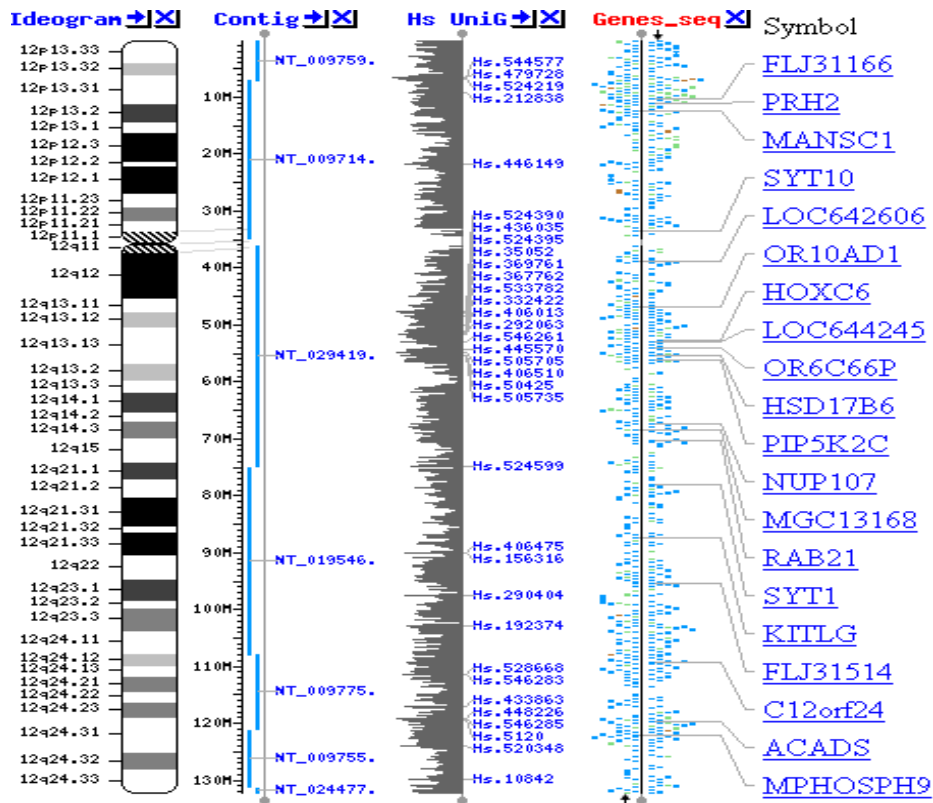 Ideogram
Contig
Hs UniG
Genes_seq
Symbol
12p13.33
12p13.32
12p13.31
12p13.2
12p13.1
12p12.3
12p12.2
12p12.1
12p11.23
12p11.22
12p11.21
12p11.1
12q11
12q12
12q13.11
12q13.12
12q13.13
12q13.2
12q13.3
12q14.1
12q14.2
12q14.3
12q15
12q21.1
12q21.2
12q21.31
12q21.32
12q21.33
12q22
12q23.1
12q23.2
12q23.3
12q24.11
12q24.12
12q24.13
12q24.21
12q24.22
12q24.23
12q24.31
12q24.32
12q24.33
10M
20M
30M
40M
50M
60M
70M
80M
90M
100M
110M
120M
130M
NT_009759.
NT_009714.
NT_029419.
NT_019546.
NT_009775.
NT_009755.
NT_024477.
Hs.544577
Hs.479728
Hs.524219
Hs.212838
Hs.446149
Hs.524390
Hs.436035
Hs.524395
Hs.35052
Hs.369761
Hs.367762
Hs.533782
Hs.332422
Hs.406013
Hs.292063
Hs.546261
Hs.445570
Hs.505705
Hs.406510
Hs.50425
Hs.505735
Hs.524599
Hs.406475
Hs.156316
Hs.290404
Hs.192374
Hs.528668
Hs.546283
Hs.433863
Hs.448226
Hs.546285
Hs.5120
Hs.520348
Hs.10842
FLJ31166
PRH2
MANSC1
SYT10
LOC642606
OR10AD1
HOXC6
LOC644245
OR6C66P
HSD17B6
PIP5K2C
NUP107
MGC13168
RAB21
SYT1
KITLG
FLJ31514
C12orf24
ACADS
MPHOSPH9